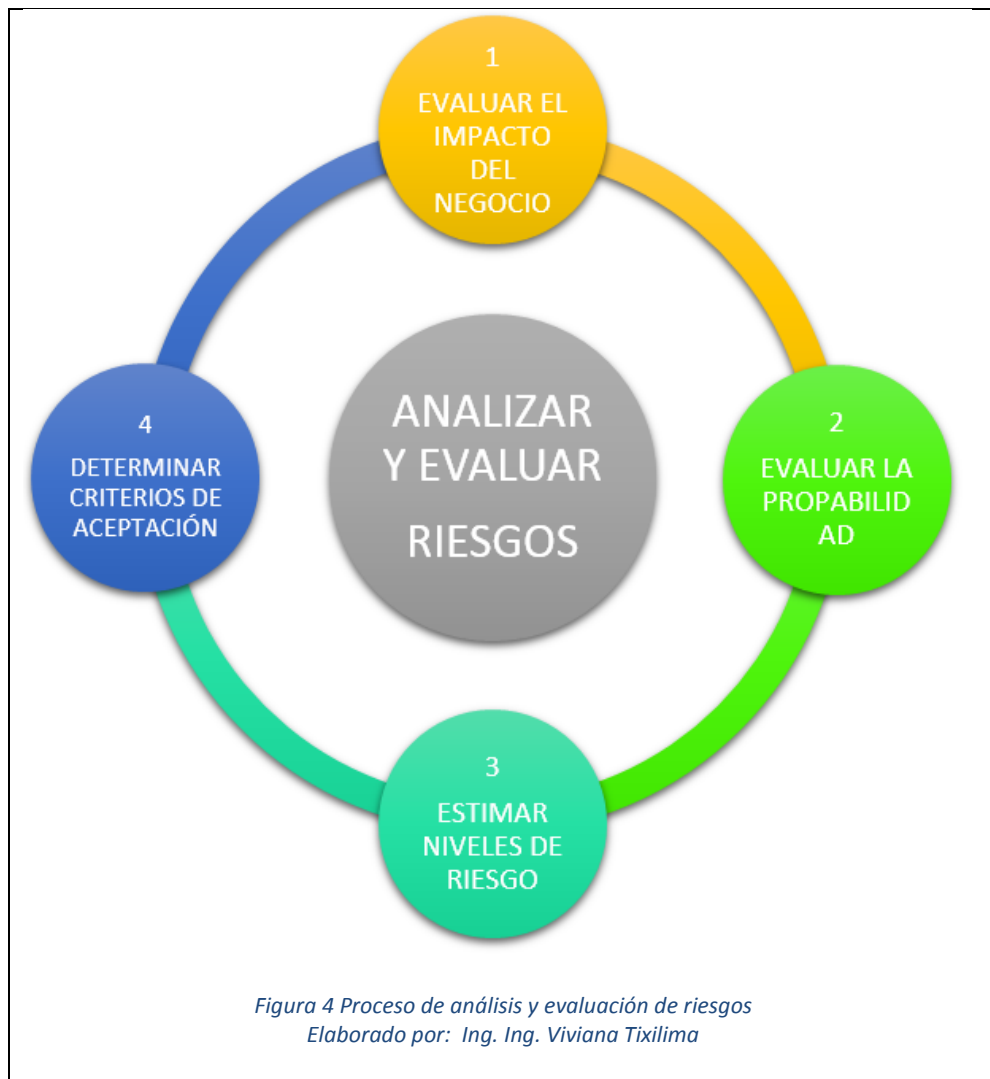 1
EVALUAR EL
IMPACTO
DEL
NEGOCIO
2
EVALUAR LA
PROPABILID
AD
3
ESTIMAR
NIVELES DE
RIESGO
4
DETERMINAR
CRITERIOS DE
ACEPTACIÓN
ANALIZAR
Y EVALUAR
RIESGOS
Figura 4 Proceso de análisis y evaluación de riesgos
Elaborado por: Ing. Ing. Viviana Tixilima